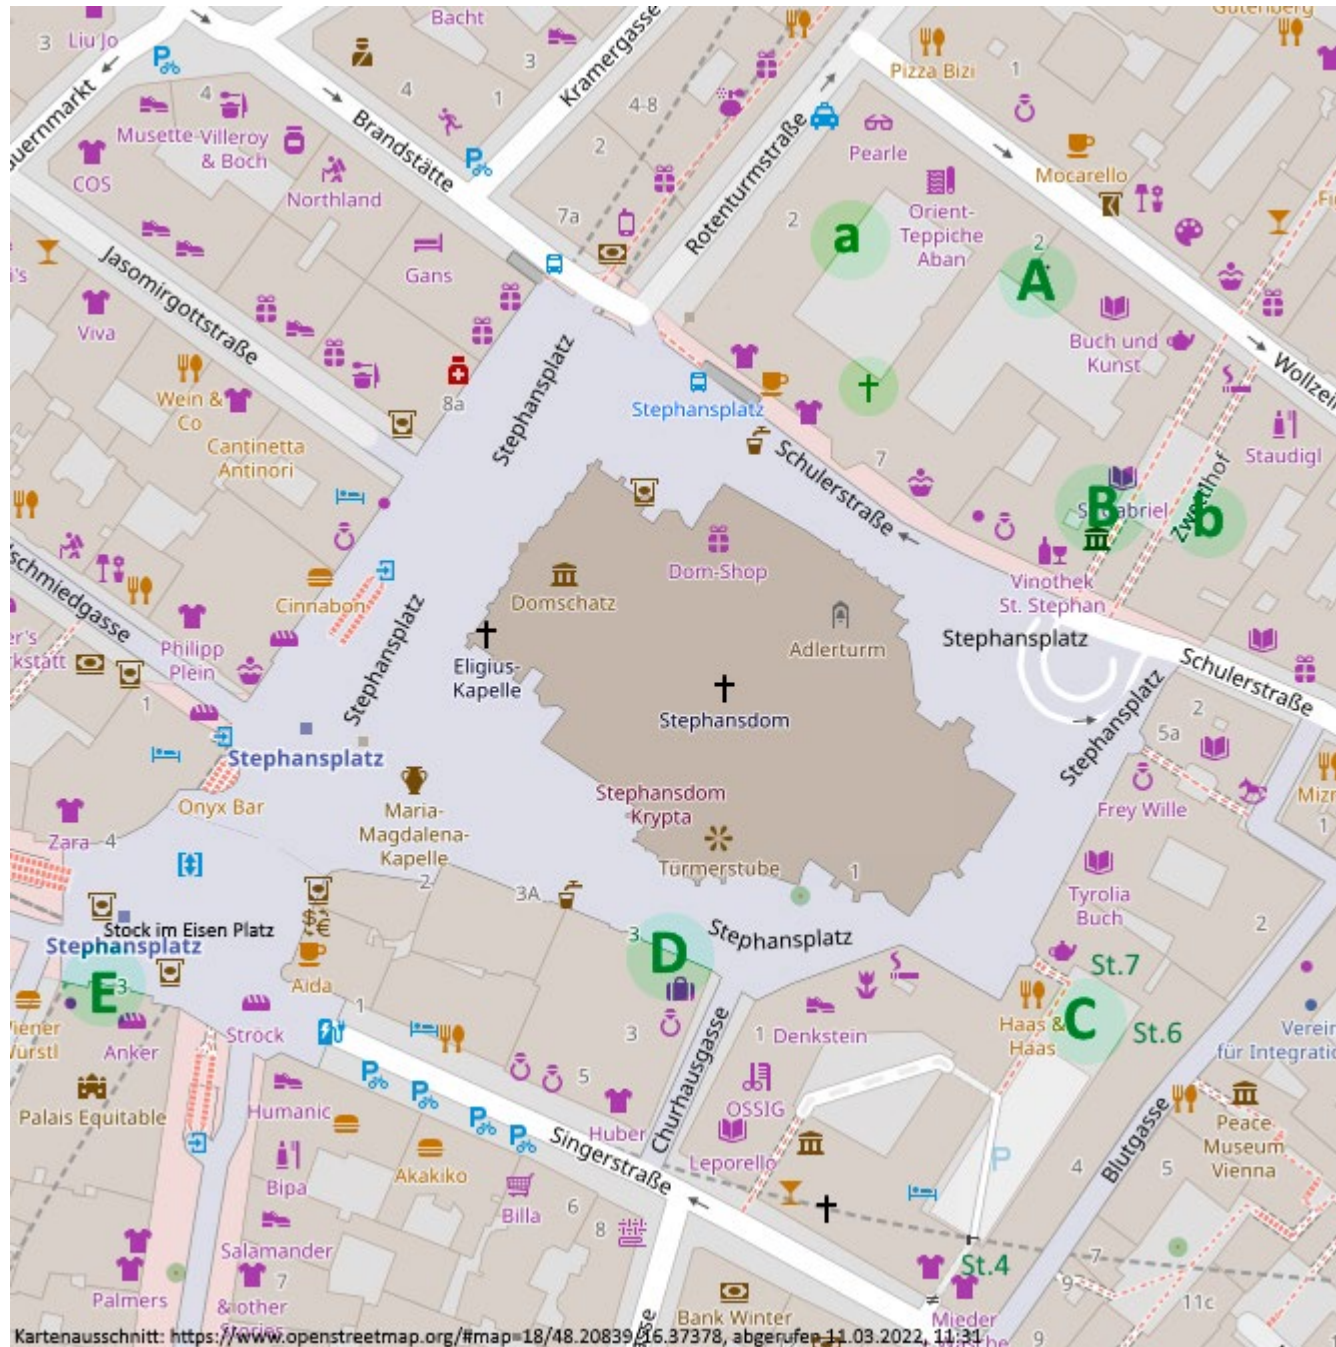 Bacht
Gutenberg
3
Liu Jo
Kramergasse
Pizza Bizi
1
4
3
4
1
4-8
Musette
Villeroy
& Boch
Brandstätte
2
Pearle
Mocarello
COS
Northland
Rotenturmstraße
Orient-
Teppiche
Aban
2
a
2
A
7a
Gans
Jasomirgottstraße
Viva
Buch und
Kunst
Stephansplatz
Stephansplatz
8a
Wein &
Co
Cantinetta
Antinori
7
Schulerstraße
Staudigl
Zwettlhof
B
b
Dom-Shop
Domschatz
Vinothek
St. Stephan
Cinnabon
Philipp
Plein
Adlerturm
Stephansplatz
Eligius-
Kapelle
Stephansplatz
Stephansdom
Schulerstraße
1
2
5a
Stephansplatz
Stephansplatz
Onyx Bar
Stephansdom
Krypta
Frey Wille
Maria-
Magdalena-
Kapelle
Zara
4
Türmerstube
1
2
3A
Tyrolia
Buch
2
Stock im Eisen Platz
Stephansplatz
3
D
Stephansplatz
St.7
E
3
Aida
C
St.6
Haas &
Haas
Anker
Ströck
1
3
1
Denkstein
Palais Equitable
Humanic
5
Huber
OSSIG
Churhausgasse
Leporello
Singerstraße
Akakiko
Bipa
Billa
6
8
P
4
Blutgasse
5
Peace
Museum
Vienna
Salamander
7
& other
Stories
Palmers
St.4
7
9
11c
Bank Winter
Mieder
9
Kartenausschnitt: https://www.openstreetmap.org/#map=18/48.20839/16.37378, abgerufen 11.03.2022, 11:31